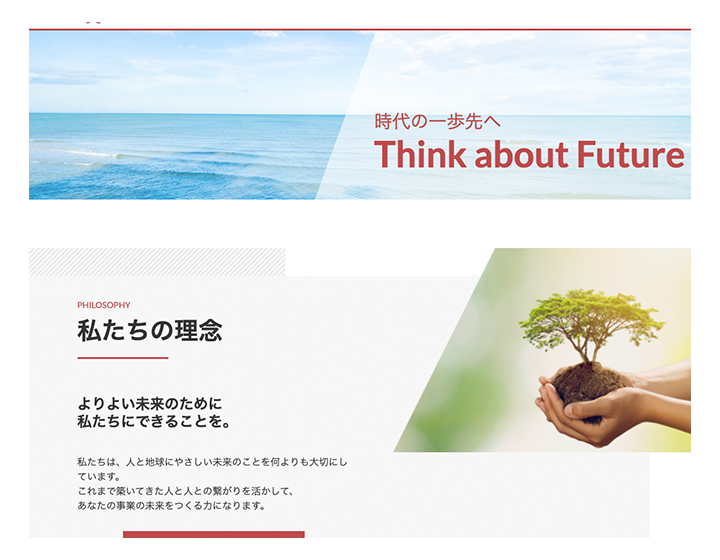 時代の一歩先へ
Think about Future
PHILOSOPHY
私たちの理念
よりよい未来のために
私たちにできることを。
私たちは、人と地球にやさしい未来のことを何よりも大切にし
ています。
これまで築いてきた人と人との繋がりを活かして、
あなたの事業の未来をつくる力になります。